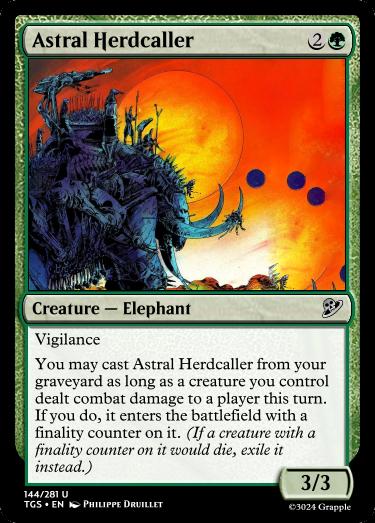 Astral Herdcaller 2
Creature — Elephant
Vigilance
You may cast Astral Herdcaller from your
graveyard as long as a creature you control
dealt combat damage to a player this turn.
If you do, it enters the battlefield with a
finality counter on it. (If a creature with a
finality counter on it would die, exile it
instead.)
3/3
144/281 U
TGS • EN Philippe Druillet
©3024 Grapple